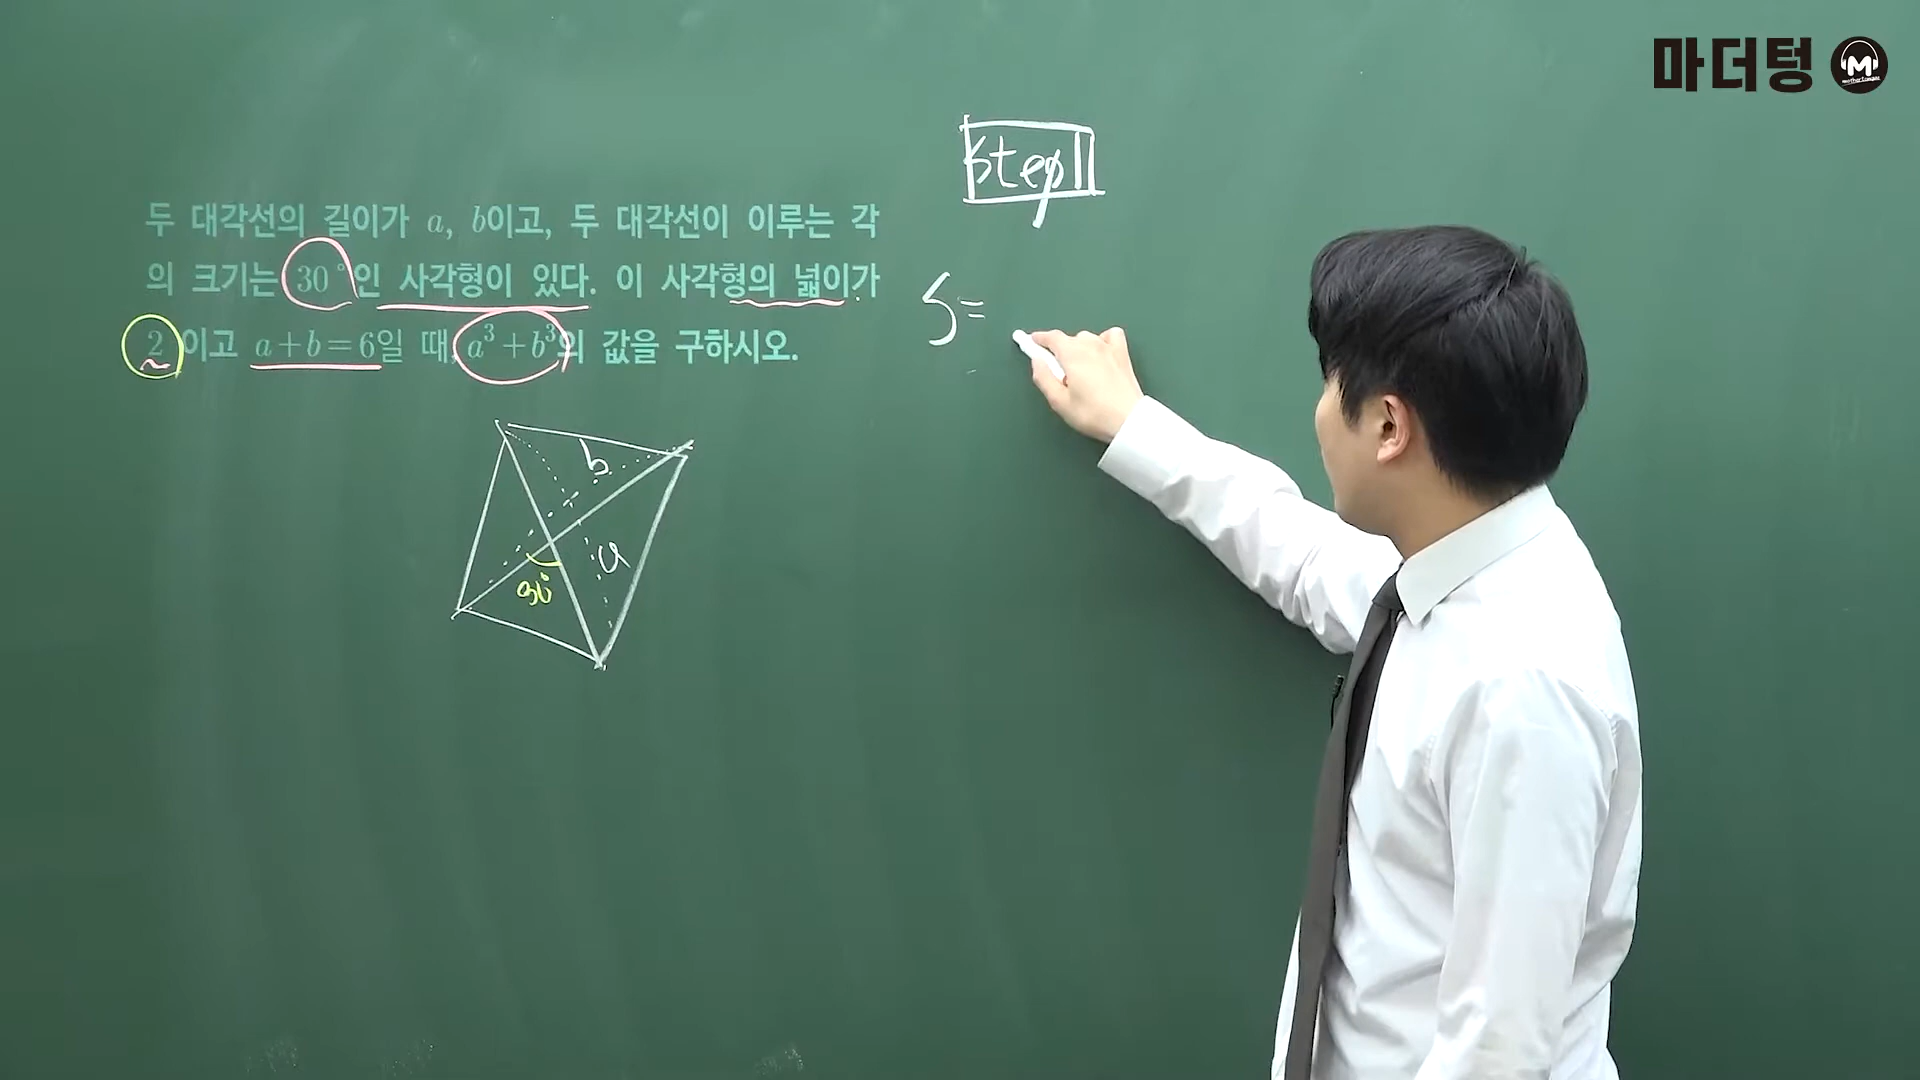 마더텅 M
Step 1
두 대각선의 길이가 a, b이고, 두 대각선이 이루는 각
의 크기는 30°인 사각형이 있다. 이 사각형의 넓이가
2이고 a+b=6일 때, a³+b³의 값을 구하시오.
S=
b
a
30°